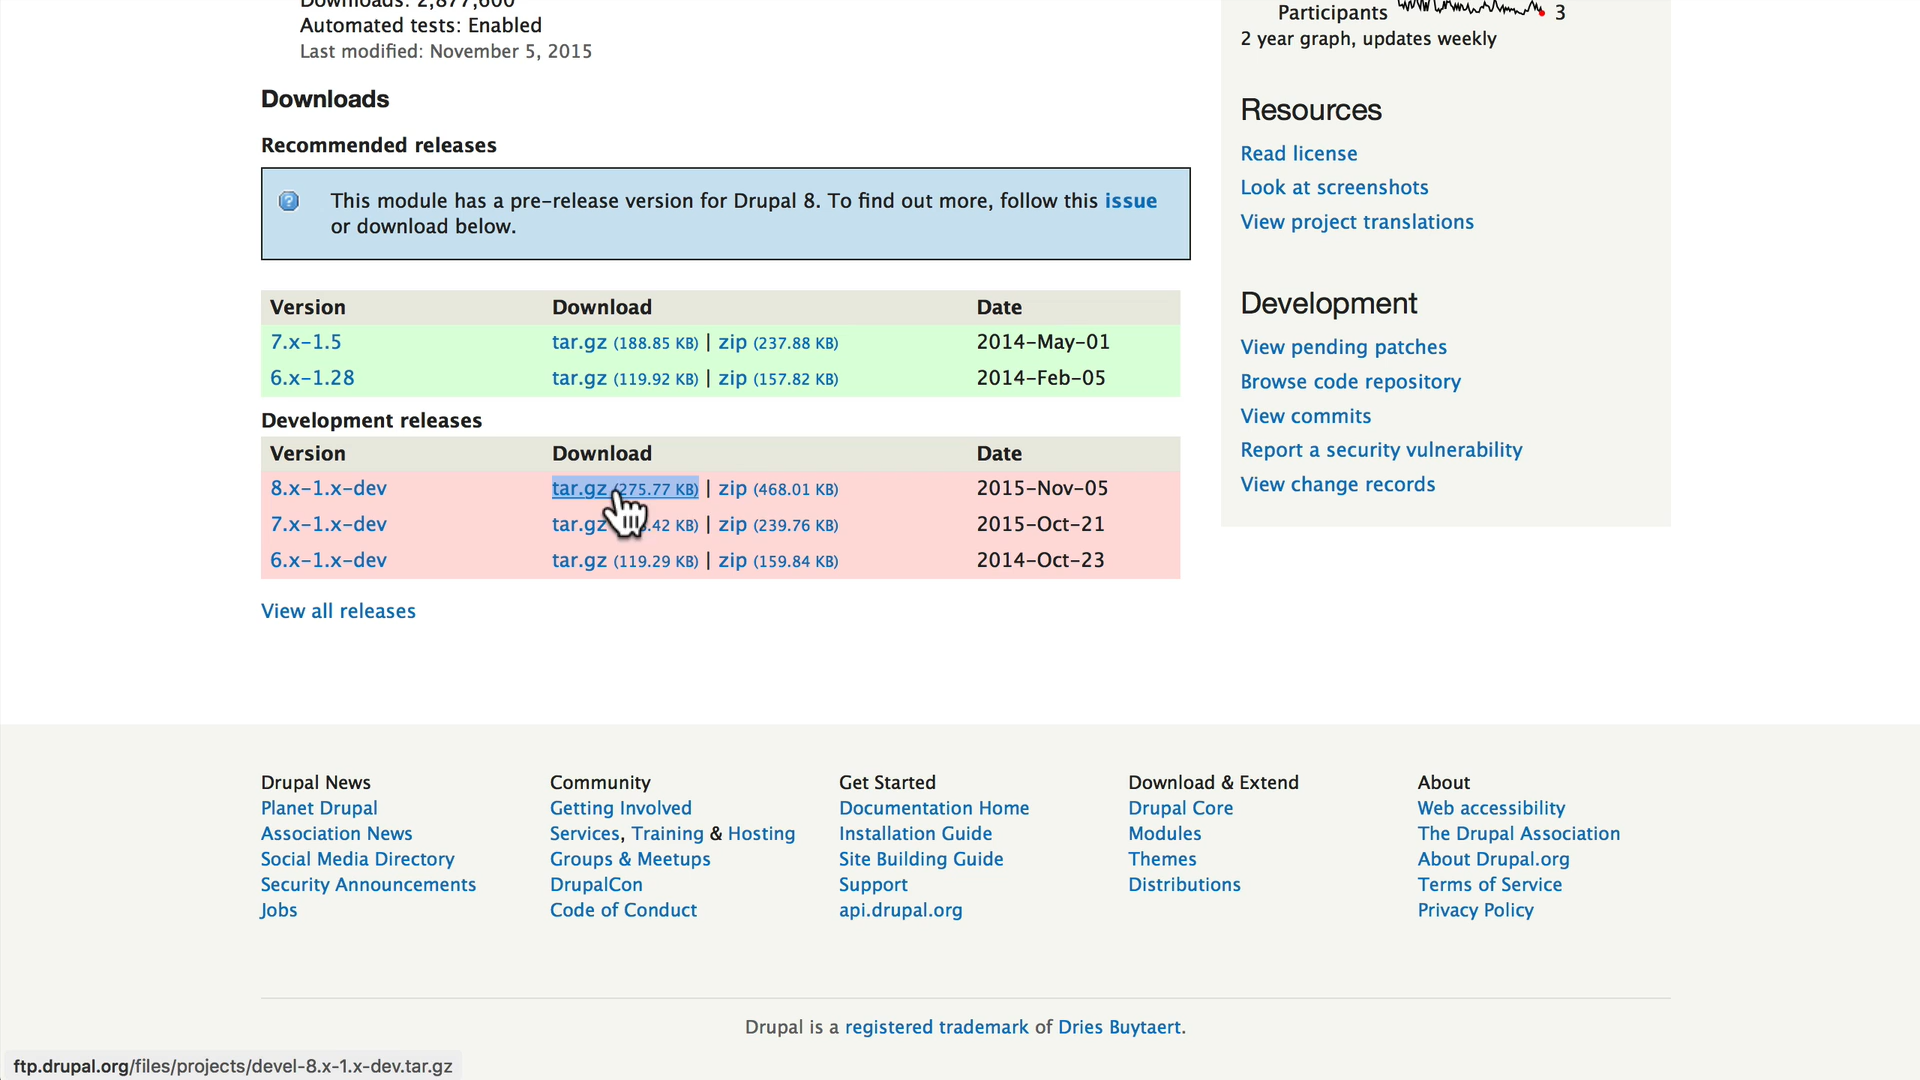 Downloads: 2,877,600
Automated tests: Enabled
Last modified: November 5, 2015
Downloads
Recommended releases
This module has a pre-release version for Drupal 8. To find out more, follow this issue
or download below.
Version Download Date
7.x-1.5 tar.gz (188.85 KB) | zip (237.88 KB) 2014-May-01
6.x-1.28 tar.gz (119.92 KB) | zip (157.82 KB) 2014-Feb-05
Development releases
Version Download Date
8.x-1.x-dev tar.gz (275.77 KB) | zip (468.01 KB) 2015-Nov-05
7.x-1.x-dev tar.gz .42 KB) | zip (239.76 KB) 2015-Oct-21
6.x-1.x-dev tar.gz (119.29 KB) | zip (159.84 KB) 2014-Oct-23
View all releases
Participants 3
2 year graph, updates weekly
Resources
Read license
Look at screenshots
View project translations
Development
View pending patches
Browse code repository
View commits
Report a security vulnerability
View change records
Drupal News
Planet Drupal
Association News
Social Media Directory
Security Announcements
Jobs
Community
Getting Involved
Services, Training & Hosting
Groups & Meetups
DrupalCon
Code of Conduct
Get Started
Documentation Home
Installation Guide
Site Building Guide
Support
api.drupal.org
Download & Extend
Drupal Core
Modules
Themes
Distributions
About
Web accessibility
The Drupal Association
About Drupal.org
Terms of Service
Privacy Policy
Drupal is a registered trademark of Dries Buytaert.
ftp.drupal.org/files/projects/devel-8.x-1.x-dev.tar.gz